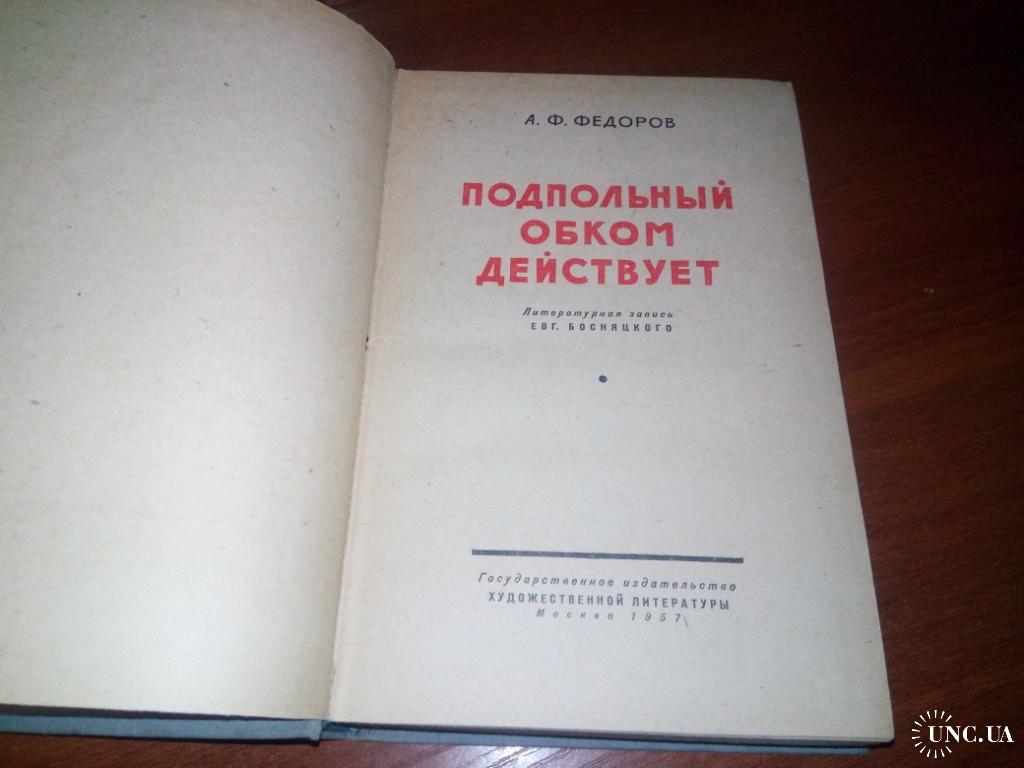 А. Ф. ФЕДОРОВ
ПОДПОЛЬНЫЙ
ОБКОМ
ДЕЙСТВУЕТ
Литературная запись
ЕВГ. БОСНЯЦКОГО
Государственное издательство
ХУДОЖЕСТВЕННОЙ ЛИТЕРАТУРЫ
Москва 1957
UNC.UA